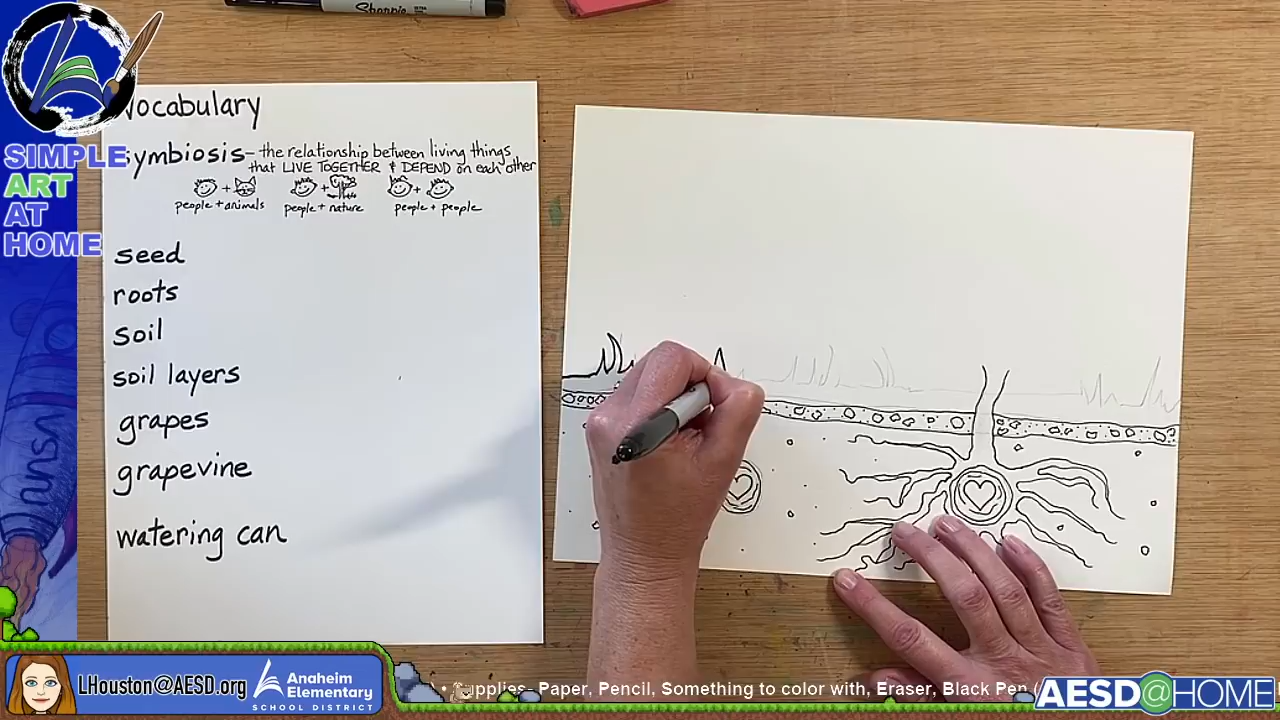 Sharpie
SIMPLE
ART
AT
HOME
Vocabulary
Symbiosis - the relationship between living things
that LIVE TOGETHER & DEPEND on each other
people + animals
people + nature
people + people
seed
roots
soil
soil layers
grapes
grapevine
watering can
LHouston@AESD.org
Anaheim
Elementary
SCHOOL DISTRICT
• Supplies- Paper, Pencil, Something to color with, Eraser, Black Pen
AESD@HOME